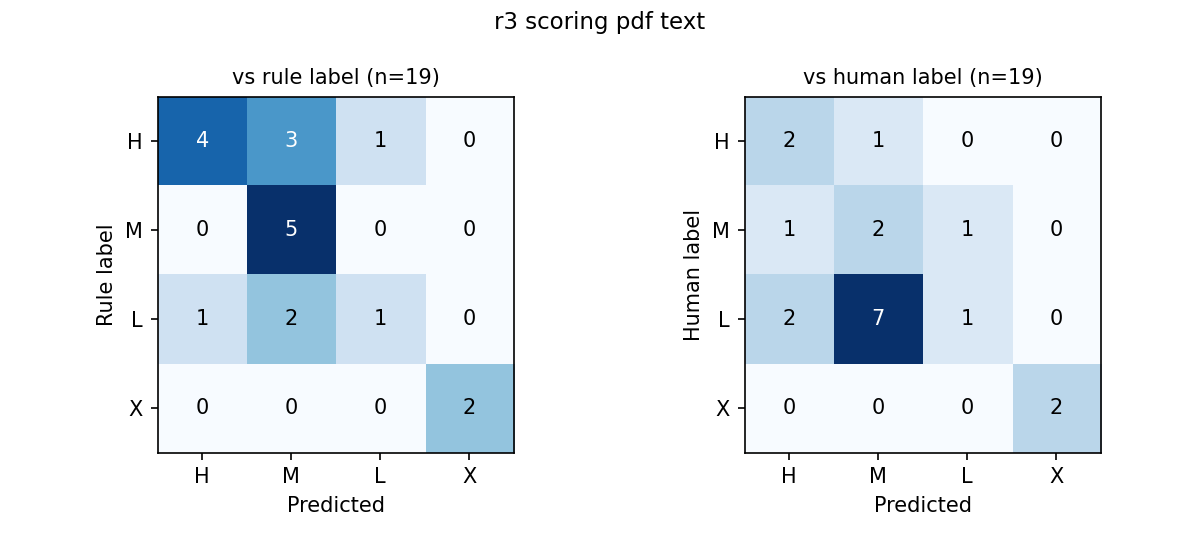 r3 scoring pdf text
vs rule label (n=19)
Rule label
H 4 3 1 0
M 0 5 0 0
L 1 2 1 0
X 0 0 0 2
H M L X
Predicted
vs human label (n=19)
Human label
H 2 1 0 0
M 1 2 1 0
L 2 7 1 0
X 0 0 0 2
H M L X
Predicted